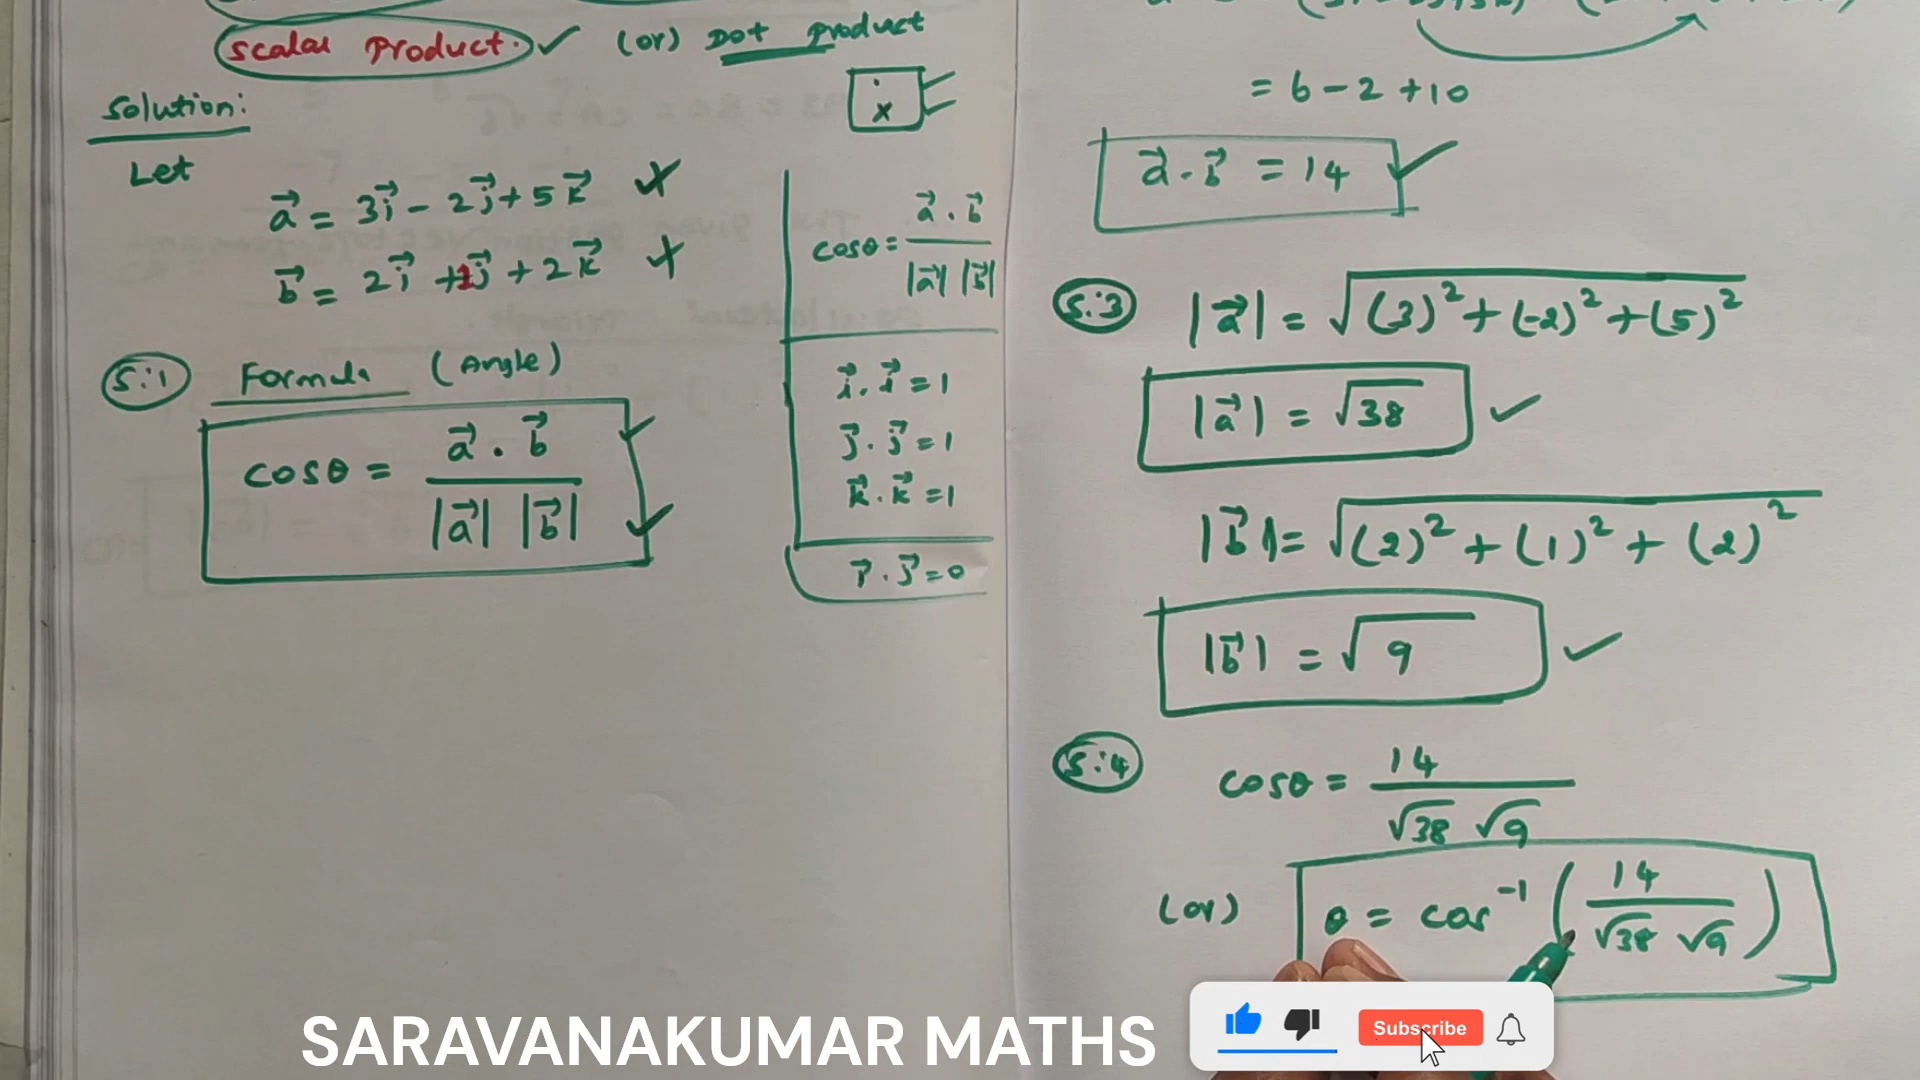 Scalar Product. ✓ (or) Dot product
. x
Solution:
Let
a⃗ = 3i⃗ - 2j⃗ + 5k⃗
b⃗ = 2i⃗ + 1j⃗ + 2k⃗
S:1 Formula (Angle)
cosθ = a⃗ . b⃗ / |a⃗| |b⃗|
cosθ = a⃗ . b⃗ / |a⃗| |b⃗|
i⃗ . i⃗ = 1
j⃗ . j⃗ = 1
k⃗ . k⃗ = 1
i⃗ . j⃗ = 0
= 6 - 2 + 10
a⃗ . b⃗ = 14
S:3 |a⃗| = √(3)² + (-2)² + (5)²
|a⃗| = √38
|b⃗| = √(2)² + (1)² + (2)²
|b⃗| = √9
S:4 cosθ = 14 / √38 √9
(or) θ = cos⁻¹ ( 14 / √38 √9 )
SARAVANAKUMAR MATHS
Subscribe